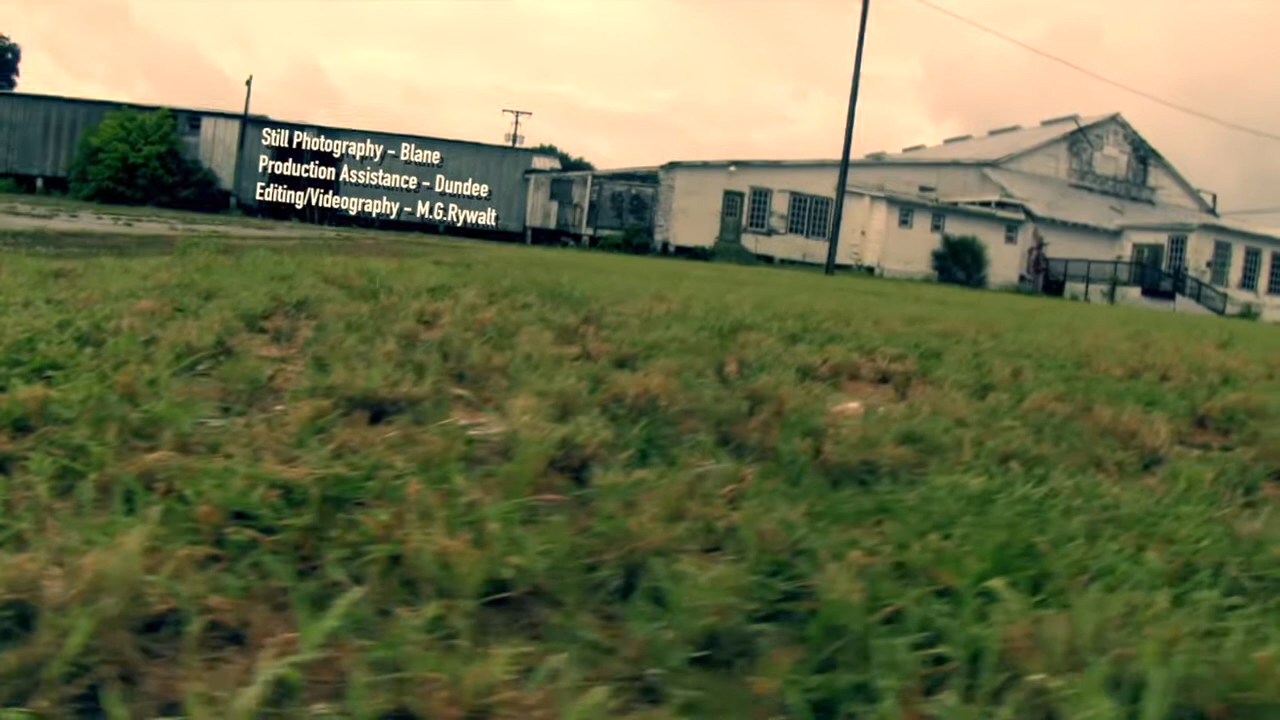 Still Photography - Blane
Production Assistance - Dundee
Editing/Videography - M.G.Rywalt